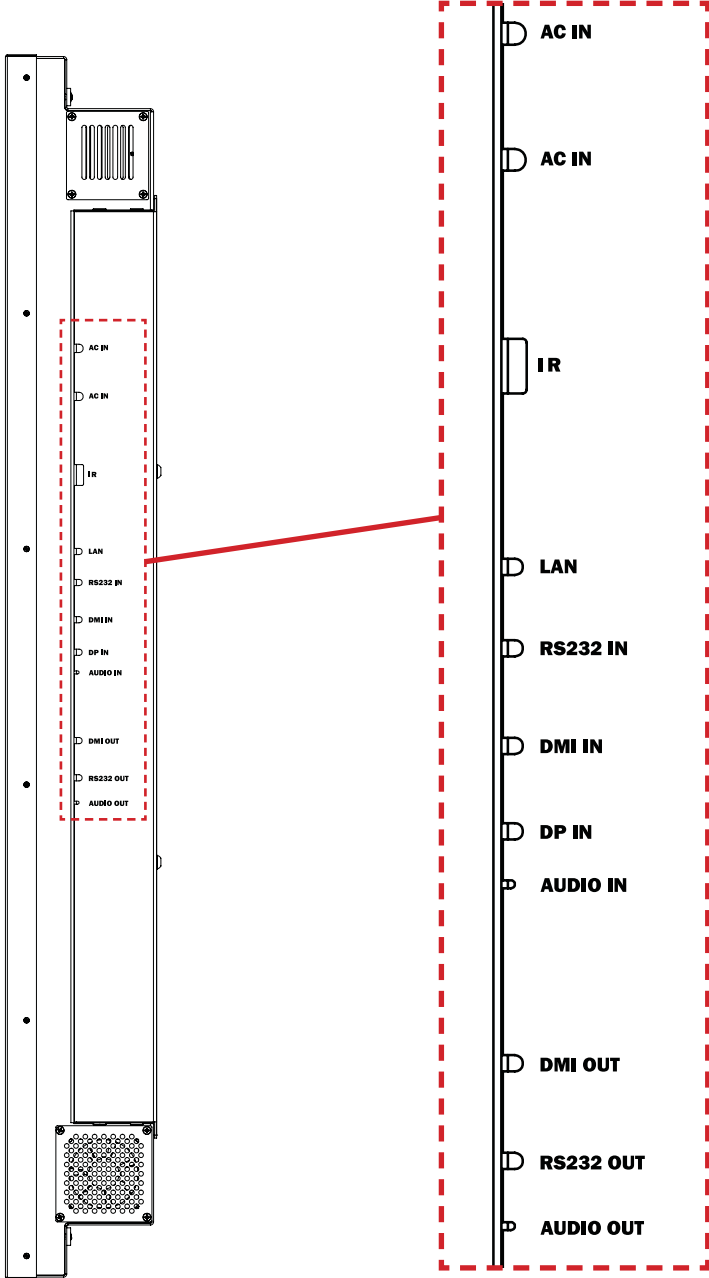 AC IN
AC IN
IR
LAN
RS232 IN
DMI IN
DP IN
AUDIO IN
DMI OUT
RS232 OUT
AUDIO OUT
AC IN
AC IN
IR
LAN
RS232 IN
DMI IN
DP IN
AUDIO IN
DMI OUT
RS232 OUT
AUDIO OUT